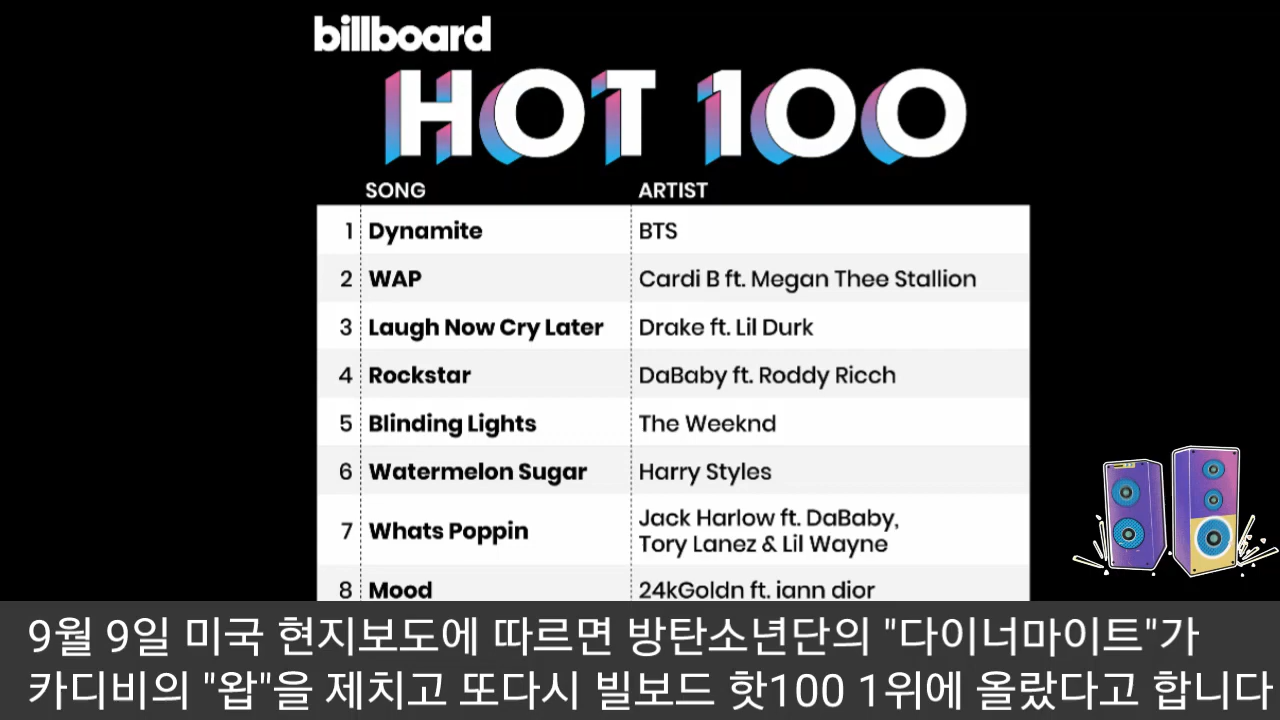 billboard
HOT 100
SONG ARTIST
1 Dynamite BTS
2 WAP Cardi B ft. Megan Thee Stallion
3 Laugh Now Cry Later Drake ft. Lil Durk
4 Rockstar DaBaby ft. Roddy Ricch
5 Blinding Lights The Weeknd
6 Watermelon Sugar Harry Styles
7 Whats Poppin Jack Harlow ft. DaBaby,
Tory Lanez & Lil Wayne
8 Mood 24kGoldn ft. iann dior
9월 9일 미국 현지보도에 따르면 방탄소년단의 "다이너마이트"가
카디비의 "왑"을 제치고 또다시 빌보드 핫100 1위에 올랐다고 합니다